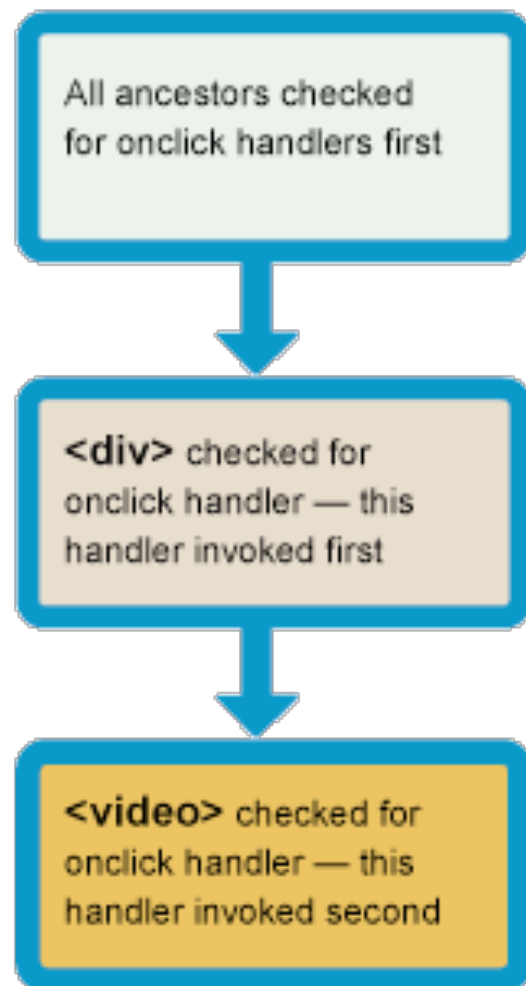 All ancestors checked
for onclick handlers first
<div> checked for
onclick handler — this
handler invoked first
<video> checked for
onclick handler — this
handler invoked second